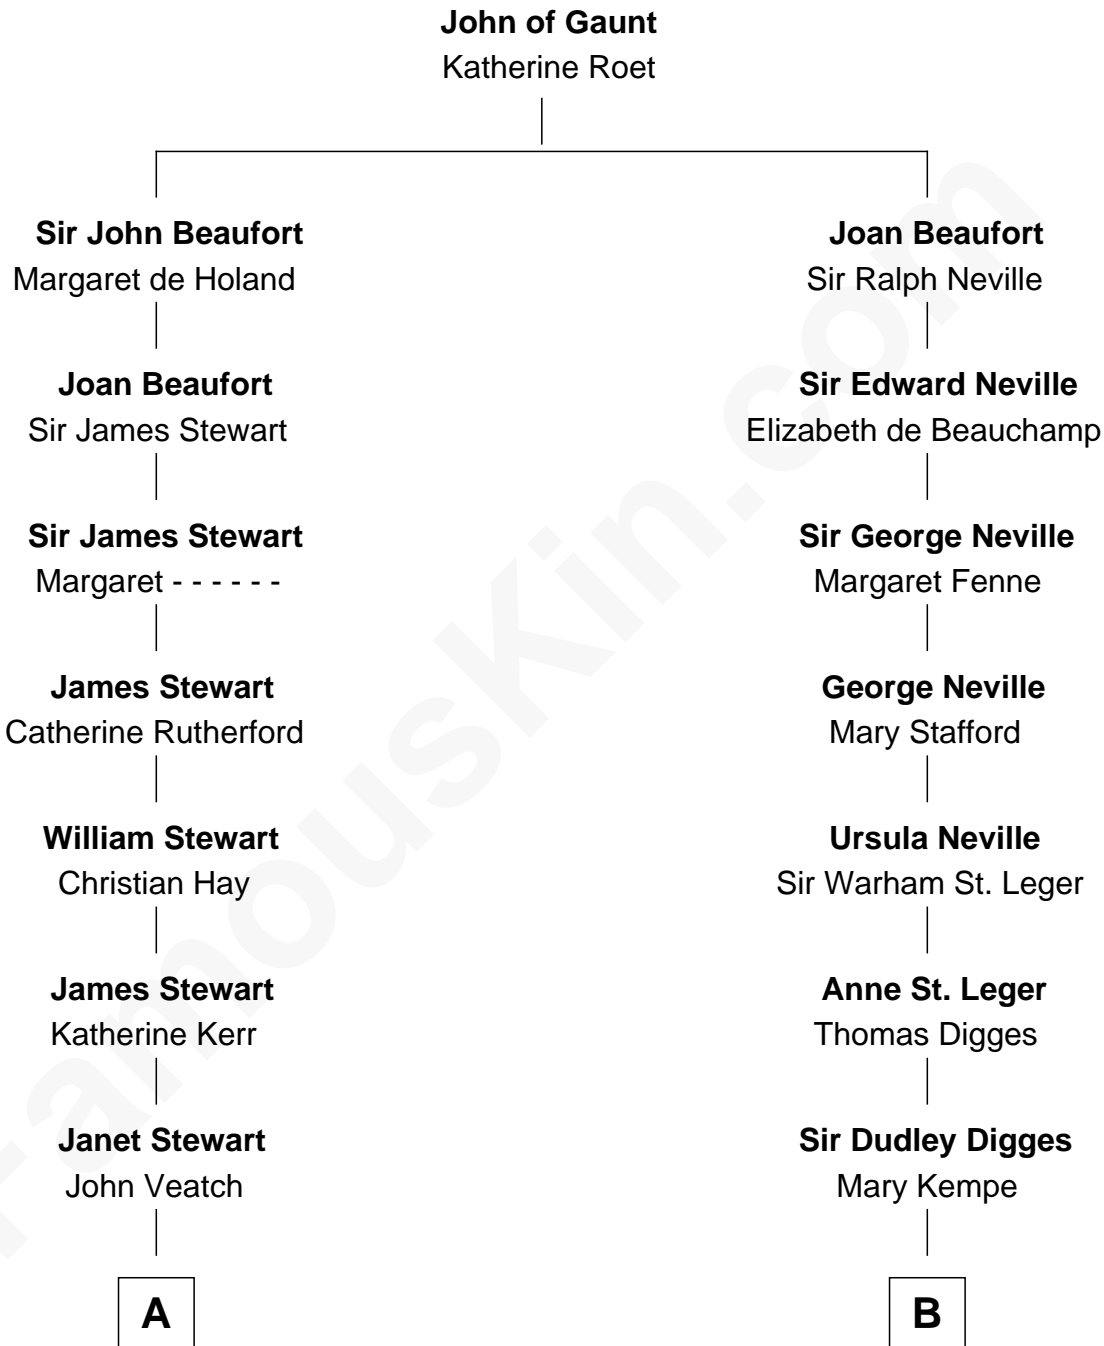 John of Gaunt
Katherine Roet
Sir John Beaufort
Margaret de Holand
Joan Beaufort
Sir James Stewart
Sir James Stewart
Margaret - - - - - -
James Stewart
Catherine Rutherford
William Stewart
Christian Hay
James Stewart
Katherine Kerr
Janet Stewart
John Veatch
A
Joan Beaufort
Sir Ralph Neville
Sir Edward Neville
Elizabeth de Beauchamp
Sir George Neville
Margaret Fenne
George Neville
Mary Stafford
Ursula Neville
Sir Warham St. Leger
Anne St. Leger
Thomas Digges
Sir Dudley Digges
Mary Kempe
B
FamousKin.com